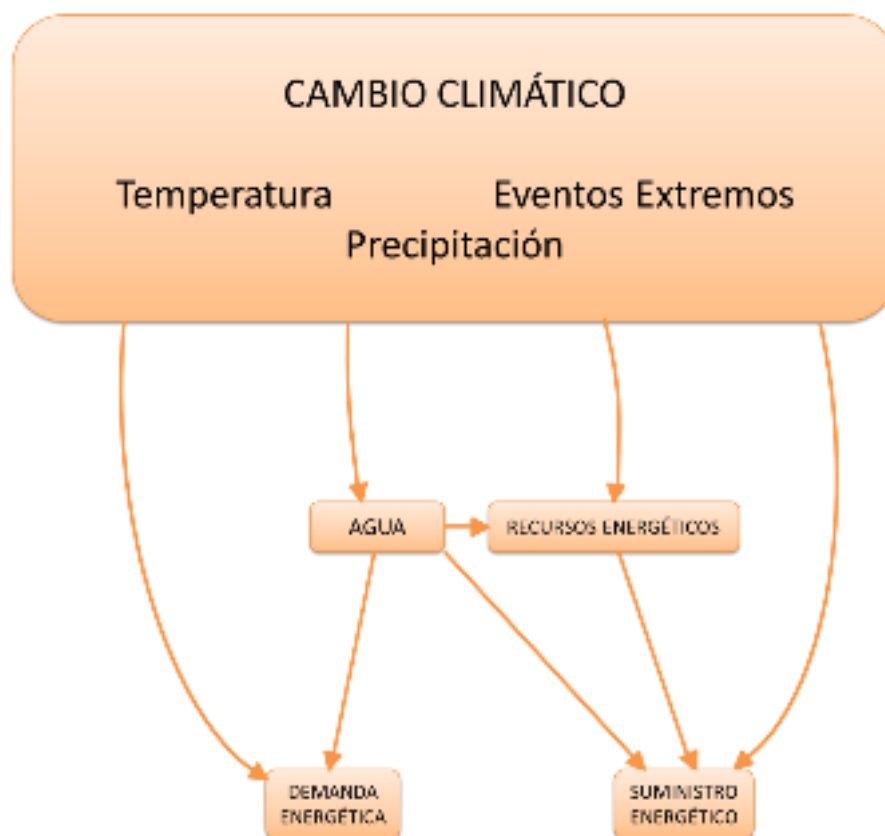 CAMBIO CLIMÁTICO
Temperatura Eventos Extremos
Precipitación
AGUA
RECURSOS ENERGÉTICOS
DEMANDA
ENERGÉTICA
SUMINISTRO
ENERGÉTICO